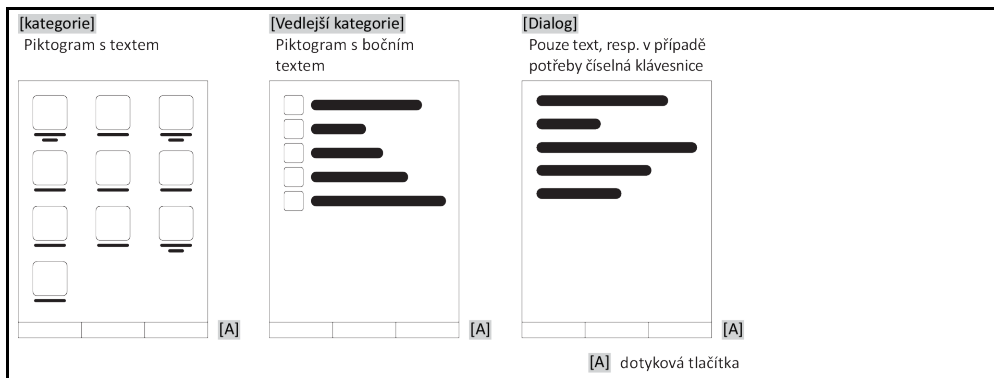 [kategorie]
Piktogram s textem
[Vedlejší kategorie]
Piktogram s bočním
textem
[Dialog]
Pouze text, resp. v případě
potřeby číselná klávesnice
[A]
[A]
[A]
[A] dotyková tlačítka